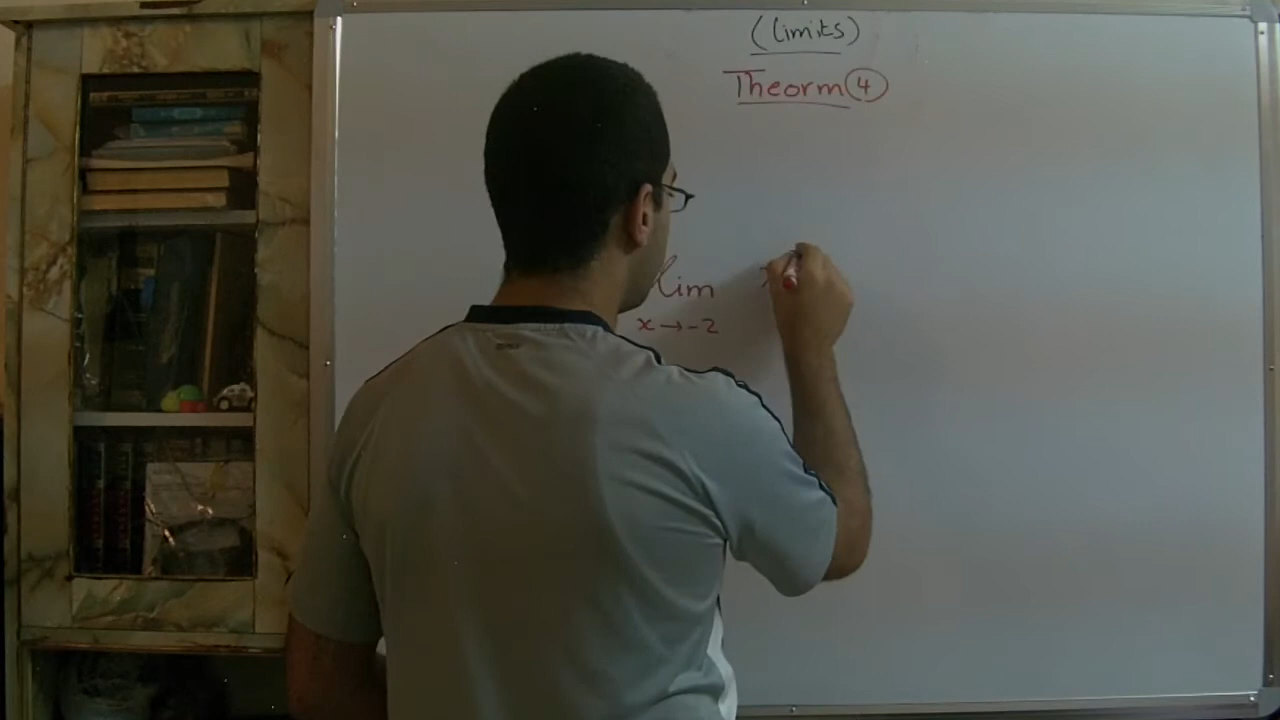 (limits)
Theorm ④
lim
x→-2